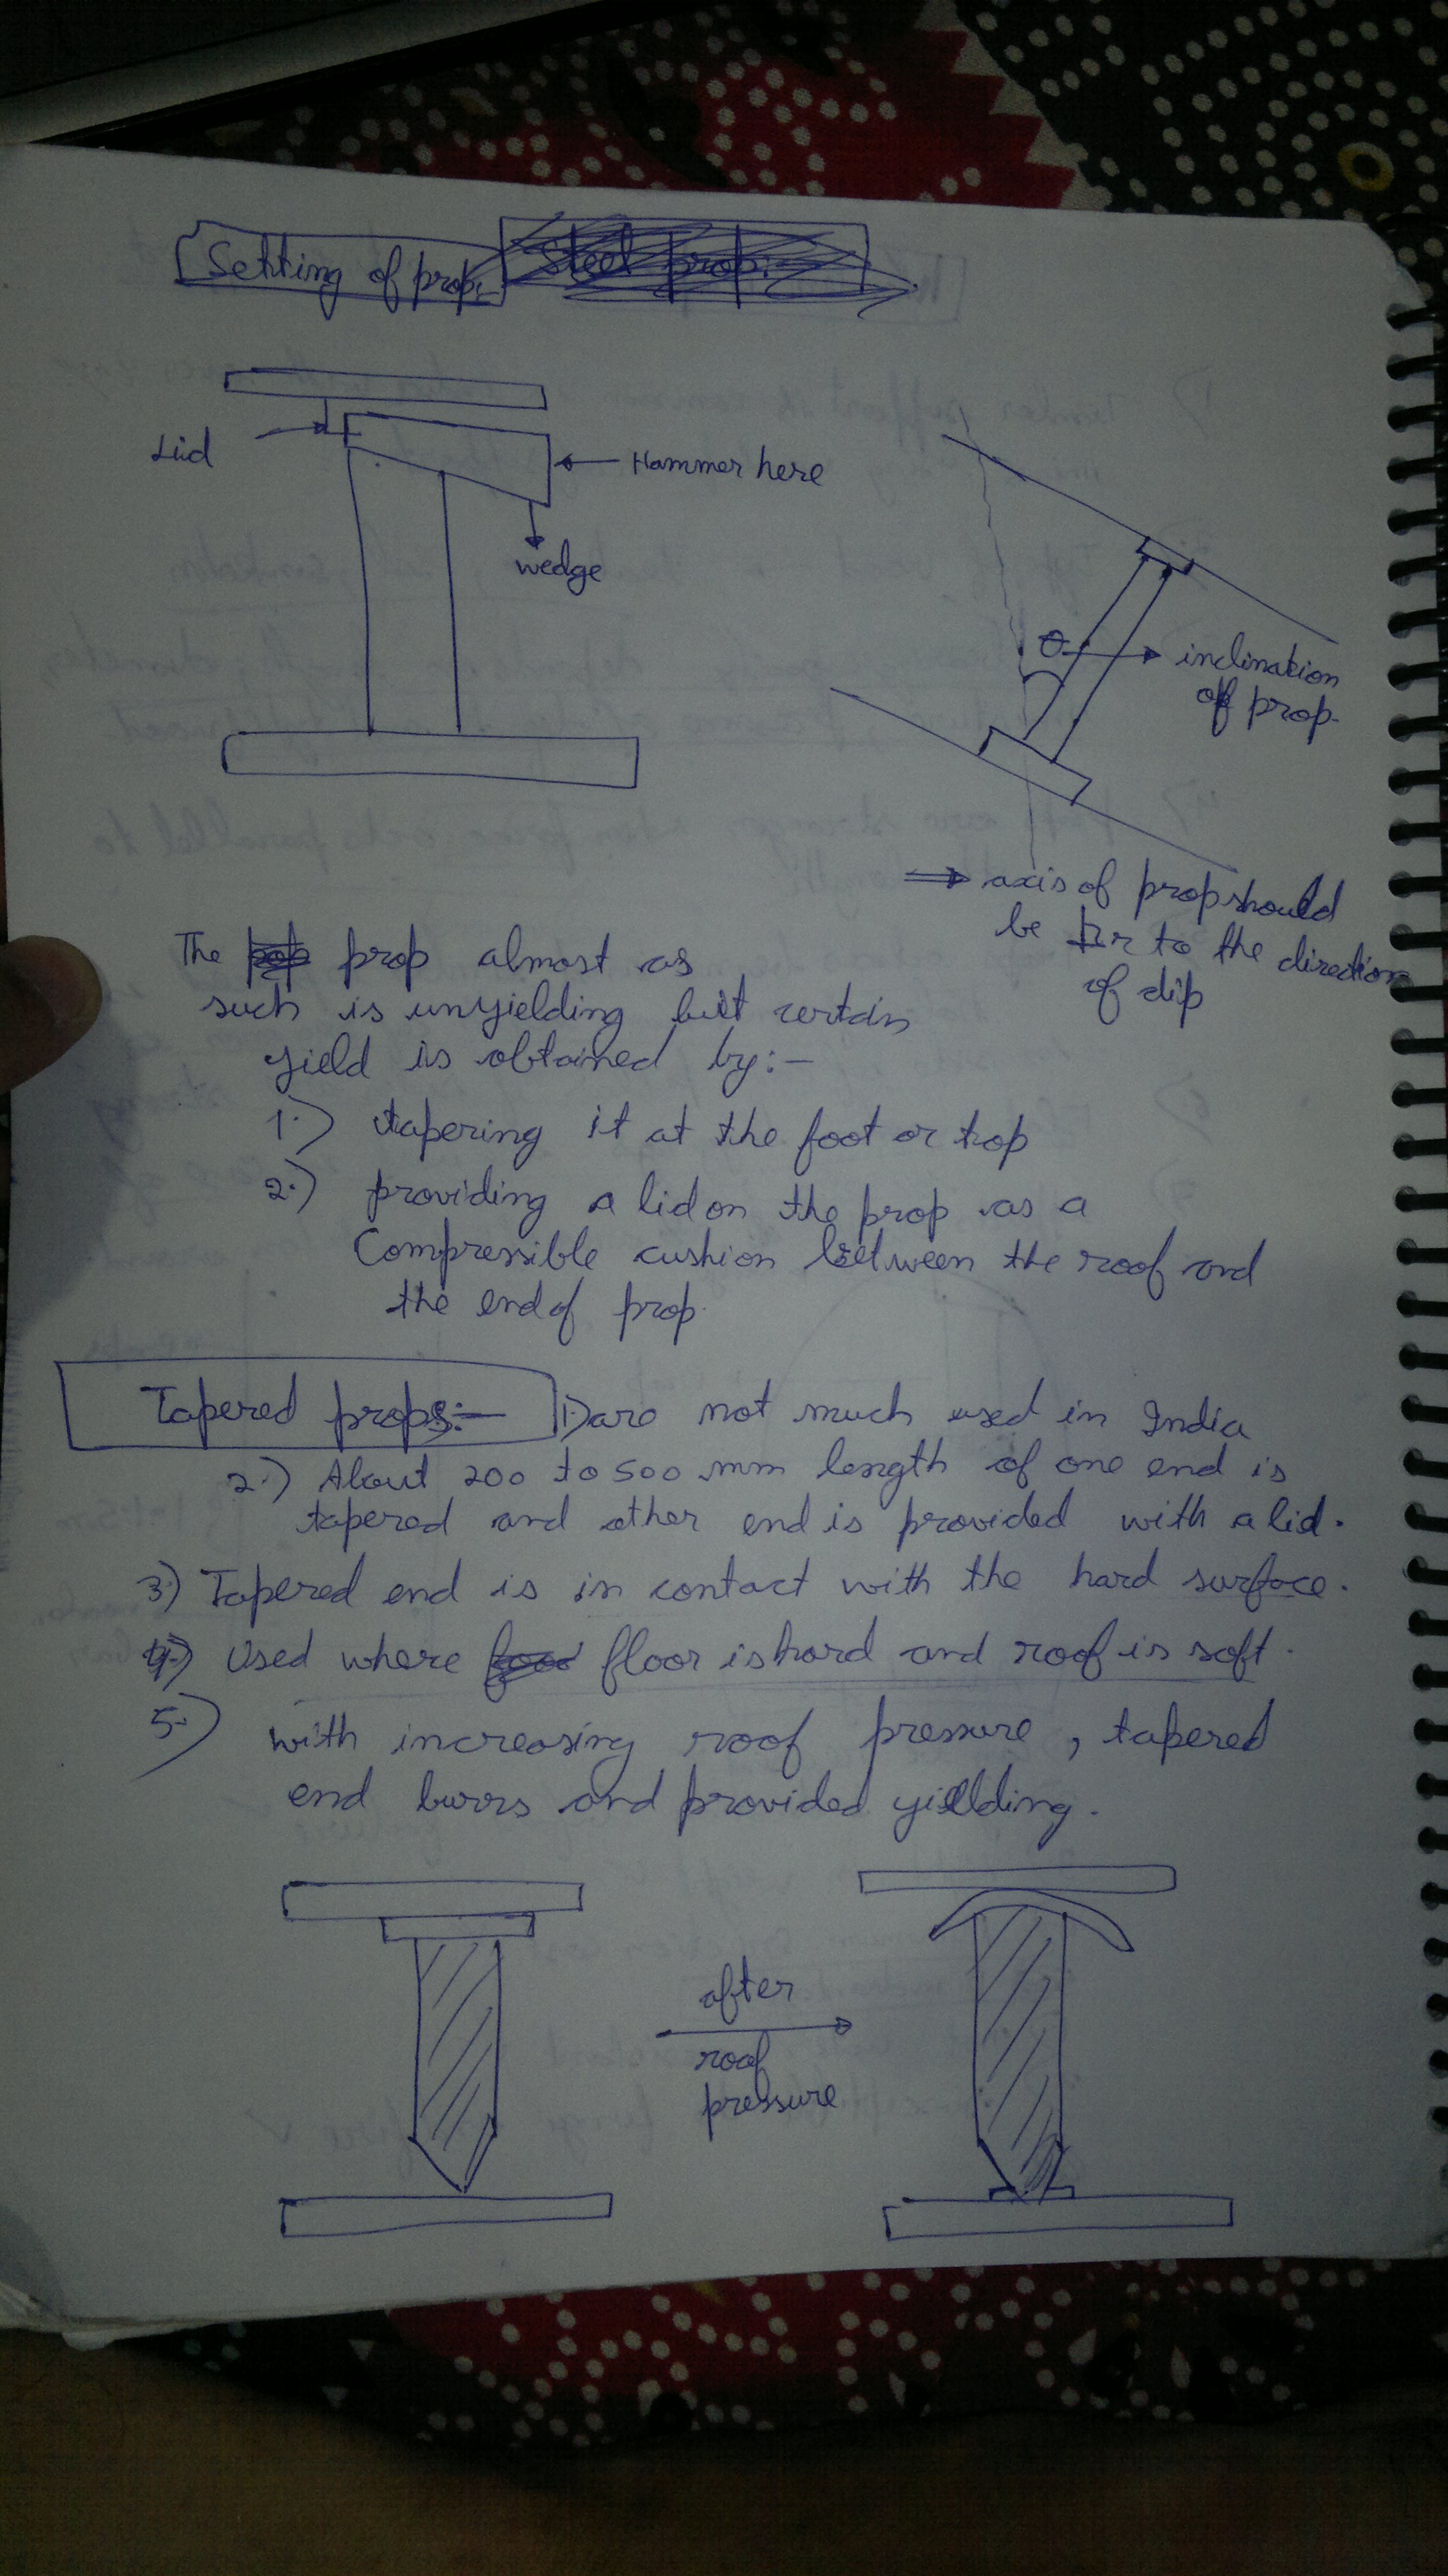 Setting of prop:
Steel prop:
Lid
Hammer here
wedge
θ
inclination
of prop.
⇒ axis of prop should
be ⊥r to the direction
of dip
The prop almost as
such is unyielding but certain
yield is obtained by:-
1.) tapering it at the foot or top
2.) providing a lid on the prop as a
Compressible cushion between the roof and
the end of prop.
Tapered props:- 1) are not much used in India
2.) About 200 to 500 mm length of one end is
tapered and other end is provided with a lid.
3.) Tapered end is in contact with the hard surface.
4.) Used where floor is hard and roof is soft.
5.) with increasing roof pressure, tapered
end burrs and provided yielding.
after
roof
pressure